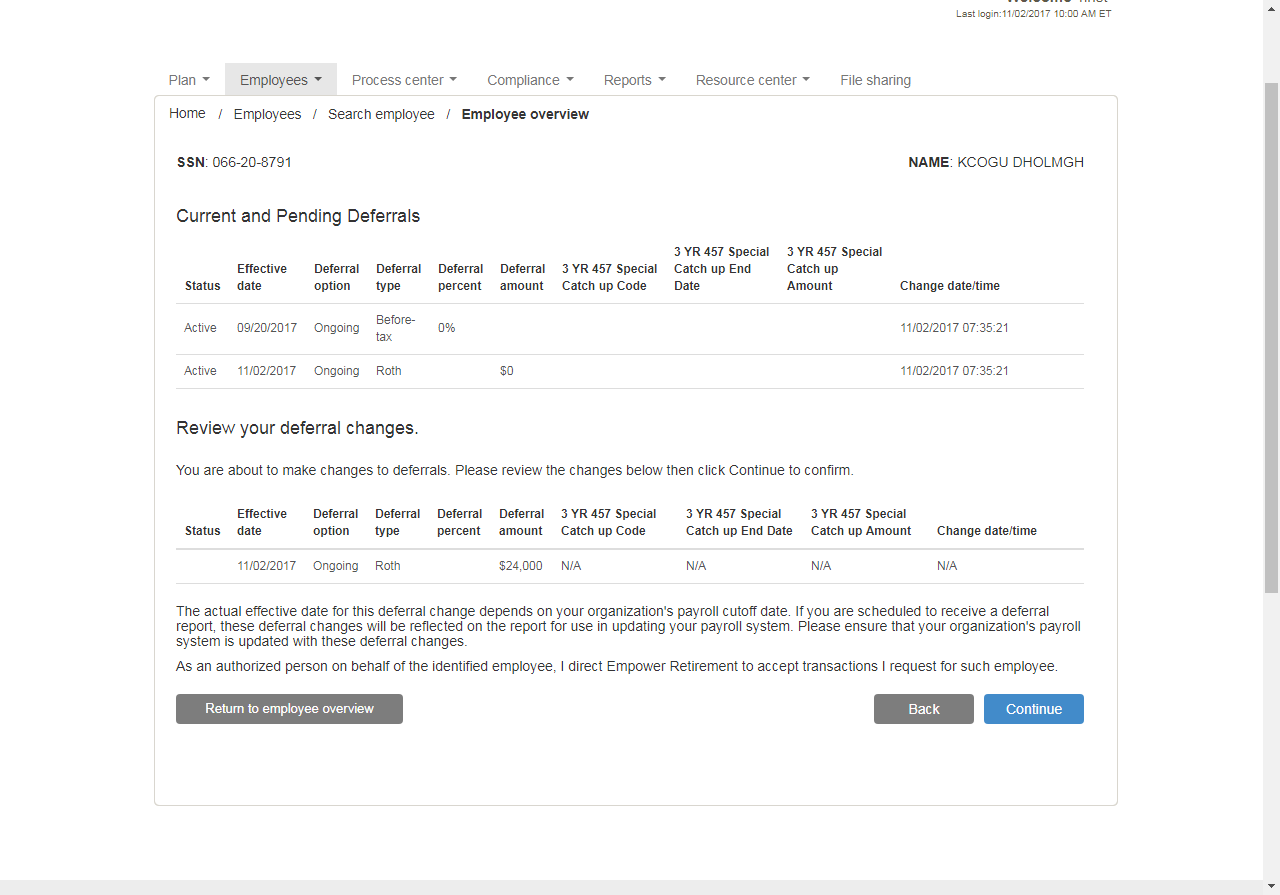 Last login:11/02/2017 10:00 AM ET
Plan Employees Process center Compliance Reports Resource center File sharing
Home / Employees / Search employee / Employee overview
SSN: 066-20-8791 NAME: KCOGU DHOLMGH
Current and Pending Deferrals
Status Effective date Deferral option Deferral type Deferral percent Deferral amount 3 YR 457 Special Catch up Code 3 YR 457 Special Catch up End Date 3 YR 457 Special Catch up Amount Change date/time
Active 09/20/2017 Ongoing Before-tax 0% 11/02/2017 07:35:21
Active 11/02/2017 Ongoing Roth $0 11/02/2017 07:35:21
Review your deferral changes.
You are about to make changes to deferrals. Please review the changes below then click Continue to confirm.
Status Effective date Deferral option Deferral type Deferral percent Deferral amount 3 YR 457 Special Catch up Code 3 YR 457 Special Catch up End Date 3 YR 457 Special Catch up Amount Change date/time
11/02/2017 Ongoing Roth $24,000 N/A N/A N/A N/A
The actual effective date for this deferral change depends on your organization's payroll cutoff date. If you are scheduled to receive a deferral
report, these deferral changes will be reflected on the report for use in updating your payroll system. Please ensure that your organization's payroll
system is updated with these deferral changes.
As an authorized person on behalf of the identified employee, I direct Empower Retirement to accept transactions I request for such employee.
Return to employee overview Back Continue